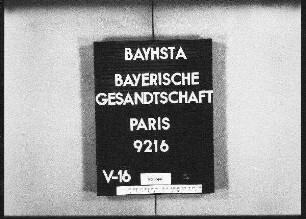 BAYHSTA
BAYERISCHE
GESANDTSCHAFT
PARIS
9216
V-16